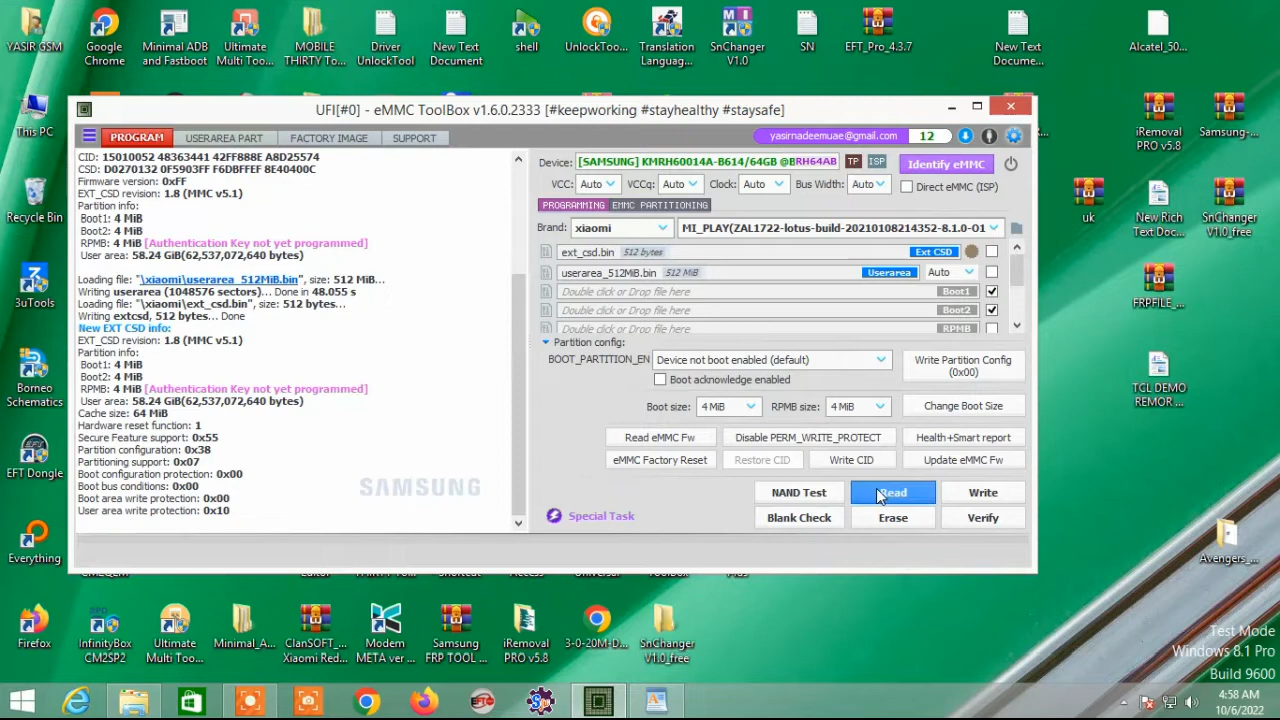 YASIR GSM
Google Chrome
Minimal ADB and Fastboot
Ultimate Multi Too...
MOBILE THIRTY To...
Driver UnlockTool
New Text Document
shell
UnlockToo...
Translation Languag...
SnChanger V1.0
SN
EFT_Pro_4.3.7
New Text Docume...
Alcatel_50...
This PC
Recycle Bin
3uTools
Borneo Schematics
EFT Dongle
Everything
iRemoval PRO v5.8
Samsung-...
uk
New Rich Text Doc...
SnChanger V1.0_free
FRPFILE_...
TCL DEMO REMOR ...
Avengers_...
UFI[#0] - eMMC ToolBox v1.6.0.2333 [#keepworking #stayhealthy #staysafe]
PROGRAM
USERAREA PART
FACTORY IMAGE
SUPPORT
yasirnadeemuae@gmail.com
12
CID: 15010052 48363441 42FF888E A8D25574
CSD: D0270132 0F5903FF F6DBFFEF 8E40400C
Firmware version: 0xFF
EXT_CSD revision: 1.8 (MMC v5.1)
Partition info:
Boot1: 4 MiB
Boot2: 4 MiB
RPMB: 4 MiB [Authentication Key not yet programmed]
User area: 58.24 GiB(62,537,072,640 bytes)
Loading file: "\xiaomi\userarea_512MiB.bin", size: 512 MiB...
Writing userarea (1048576 sectors)... Done in 48.055 s
Loading file: "\xiaomi\ext_csd.bin", size: 512 bytes...
Writing extcsd, 512 bytes... Done
New EXT CSD info:
EXT_CSD revision: 1.8 (MMC v5.1)
Partition info:
Boot1: 4 MiB
Boot2: 4 MiB
RPMB: 4 MiB [Authentication Key not yet programmed]
User area: 58.24 GiB(62,537,072,640 bytes)
Cache size: 64 MiB
Hardware reset function: 1
Secure Feature support: 0x55
Partition configuration: 0x38
Partitioning support: 0x07
Boot configuration protection: 0x00
Boot bus conditions: 0x00
Boot area write protection: 0x00
User area write protection: 0x10
SAMSUNG
Device: [SAMSUNG] KMRH60014A-B614/64GB @BRH64AB
TP
ISP
Identify eMMC
VCC: Auto
VCCq: Auto
Clock: Auto
Bus Width: Auto
Direct eMMC (ISP)
PROGRAMMING
EMMC PARTITIONING
Brand: xiaomi
MI_PLAY(ZAL1722-lotus-build-20210108214352-8.1.0-O1
ext_csd.bin 512 bytes Ext CSD
userarea_512MiB.bin 512 MiB Userarea Auto
Double click or Drop file here Boot1
Double click or Drop file here Boot2
Double click or Drop file here RPMB
Partition config:
BOOT_PARTITION_EN Device not boot enabled (default)
Write Partition Config (0x00)
Boot acknowledge enabled
Boot size: 4 MiB
RPMB size: 4 MiB
Change Boot Size
Read eMMC Fw
Disable PERM_WRITE_PROTECT
Health+Smart report
eMMC Factory Reset
Restore CID
Write CID
Update eMMC Fw
NAND Test
Read
Write
Special Task
Blank Check
Erase
Verify
Firefox
InfinityBox CM2SP2
Ultimate Multi Too...
Minimal_A...
ClanSOFT_... Xiaomi Red...
Modem META ver ...
Samsung FRP TOOL ...
iRemoval PRO v5.8
3-0-20M-D...
SnChanger V1.0_free
Test Mode
Windows 8.1 Pro
Build 9600
4:58 AM
10/6/2022